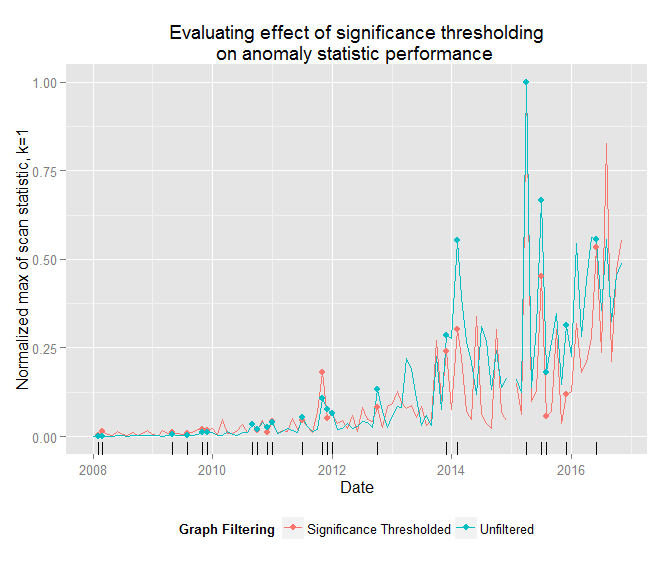 Evaluating effect of significance thresholding
on anomaly statistic performance
Normalized max of scan statistic, k=1
1.00
0.75
0.50
0.25
0.00
2008 2010 2012 2014 2016
Date
Graph Filtering Significance Thresholded Unfiltered